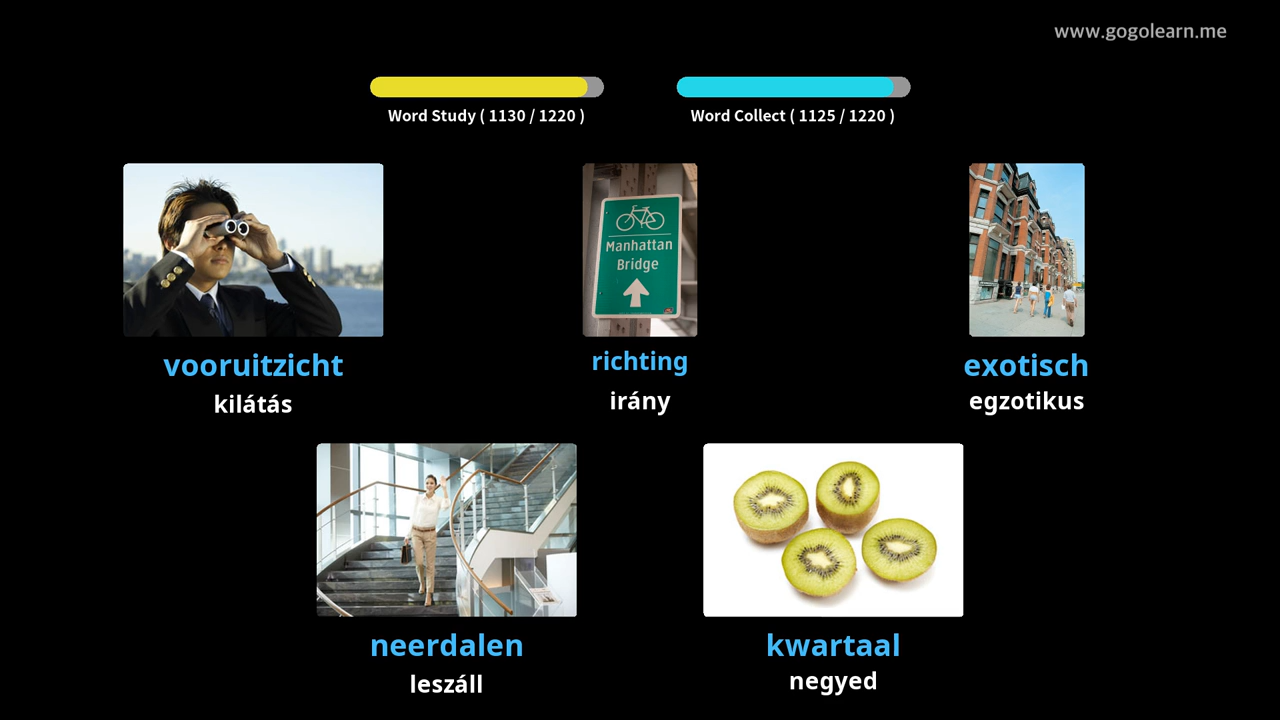 www.gogolearn.me
Word Study ( 1130 / 1220 )
Word Collect ( 1125 / 1220 )
Manhattan
Bridge
vooruitzicht
kilátás
richting
irány
exotisch
egzotikus
neerdalen
leszáll
kwartaal
negyed